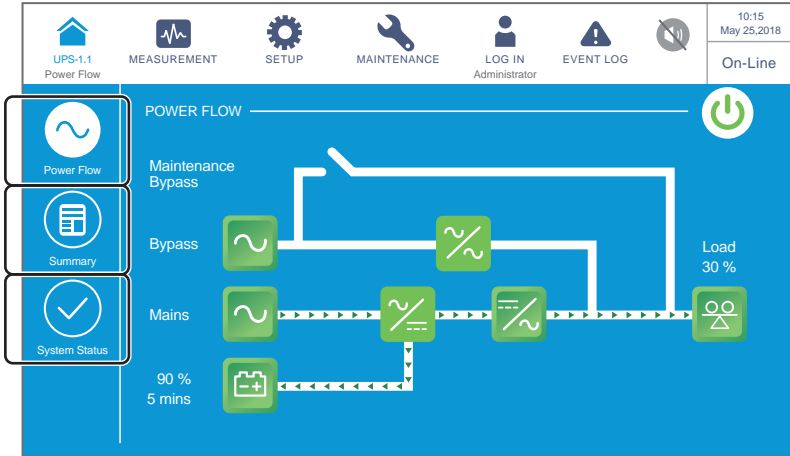 UPS-1.1
Power Flow
MEASUREMENT
SETUP
MAINTENANCE
LOG IN
Administrator
EVENT LOG
10:15
May 25,2018
On-Line
Power Flow
Summary
System Status
POWER FLOW
Maintenance
Bypass
Bypass
Mains
90 %
5 mins
Load
30 %